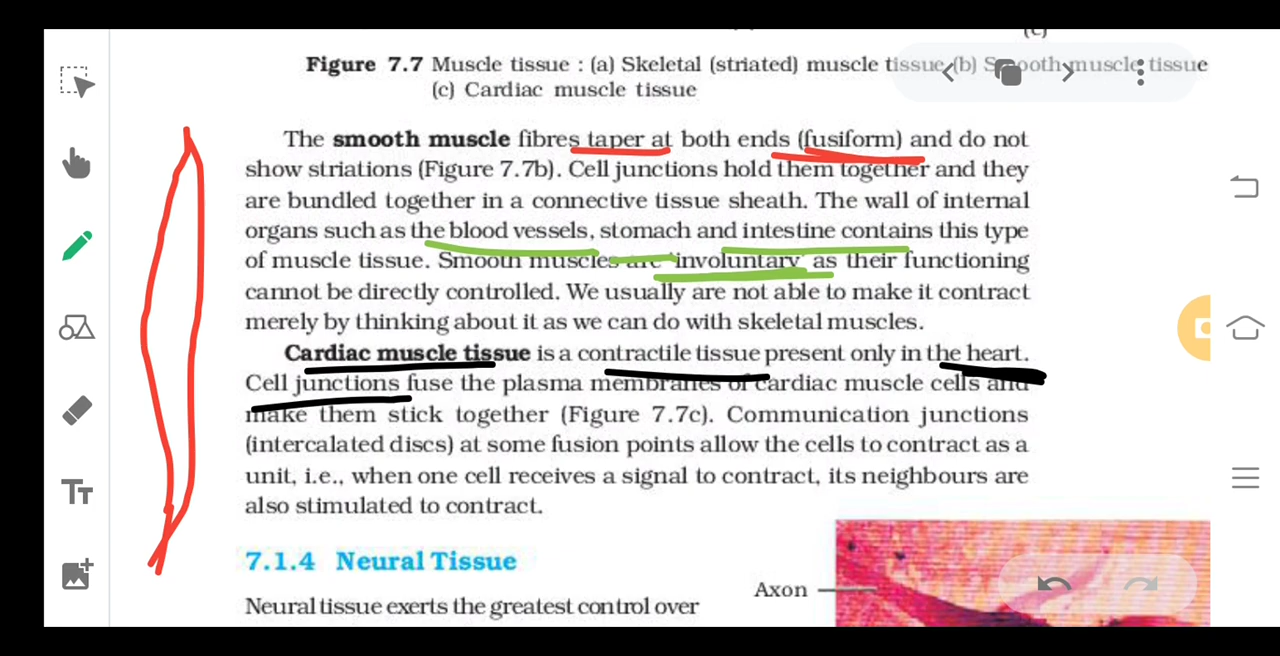 (c)
Figure 7.7 Muscle tissue : (a) Skeletal (striated) muscle tissue (b) Smooth muscle tissue
(c) Cardiac muscle tissue
The smooth muscle fibres taper at both ends (fusiform) and do not
show striations (Figure 7.7b). Cell junctions hold them together and they
are bundled together in a connective tissue sheath. The wall of internal
organs such as the blood vessels, stomach and intestine contains this type
of muscle tissue. Smooth muscles are ‘involuntary’ as their functioning
cannot be directly controlled. We usually are not able to make it contract
merely by thinking about it as we can do with skeletal muscles.
Cardiac muscle tissue is a contractile tissue present only in the heart.
Cell junctions fuse the plasma membranes of cardiac muscle cells and
make them stick together (Figure 7.7c). Communication junctions
(intercalated discs) at some fusion points allow the cells to contract as a
unit, i.e., when one cell receives a signal to contract, its neighbours are
also stimulated to contract.
7.1.4 Neural Tissue
Neural tissue exerts the greatest control over
Axon
TT